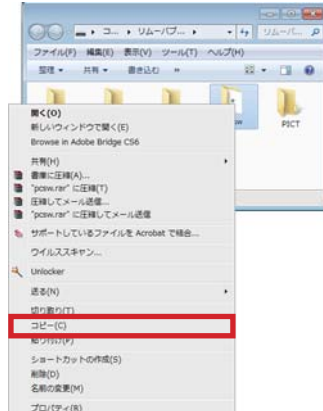 コ... ▸ リムーバブ... ▸
リムーバ...
ファイル(F) 編集(E) 表示(V) ツール(T) ヘルプ(H)
整理 共有 書き込む »
PICT
開く(O)
新しいウィンドウで開く(E)
Browse in Adobe Bridge CS6
共有(H)
書庫に圧縮(A)...
"pcsw.rar" に圧縮(T)
圧縮してメール送信...
"pcsw.rar" に圧縮してメール送信
サポートしているファイルを Acrobat で結合...
ウイルススキャン...
Unlocker
送る(N)
切り取り(T)
コピー(C)
貼り付け(P)
ショートカットの作成(S)
削除(D)
名前の変更(M)
プロパティ(R)